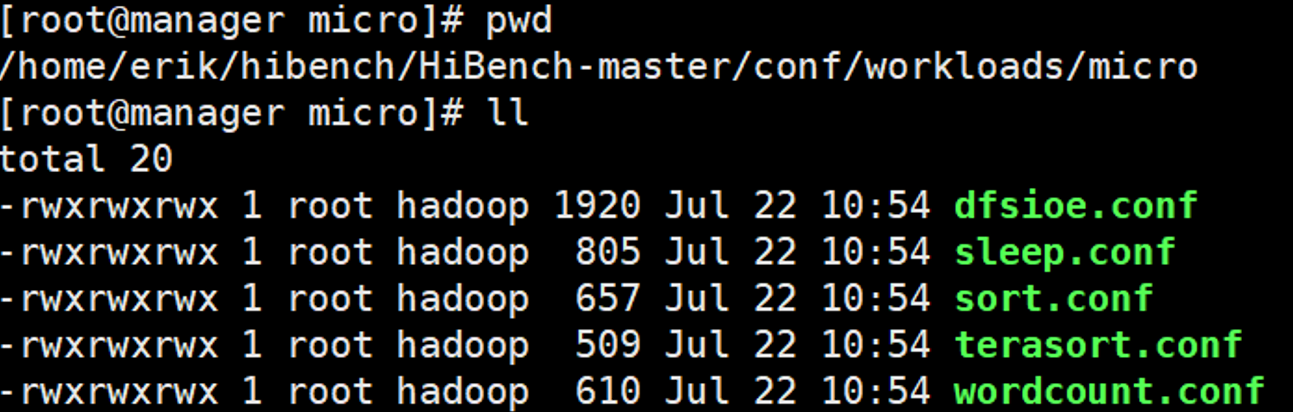 [root@manager micro]# pwd
/home/erik/hibench/HiBench-master/conf/workloads/micro
[root@manager micro]# ll
total 20
-rwxrwxrwx 1 root hadoop 1920 Jul 22 10:54 dfsioe.conf
-rwxrwxrwx 1 root hadoop  805 Jul 22 10:54 sleep.conf
-rwxrwxrwx 1 root hadoop  657 Jul 22 10:54 sort.conf
-rwxrwxrwx 1 root hadoop  509 Jul 22 10:54 terasort.conf
-rwxrwxrwx 1 root hadoop  610 Jul 22 10:54 wordcount.conf